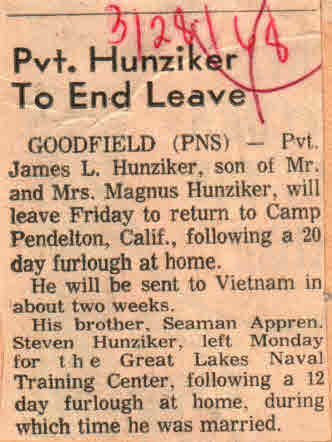 3/28/68
Pvt. Hunziker
To End Leave
GOODFIELD (PNS) — Pvt.
James L. Hunziker, son of Mr.
and Mrs. Magnus Hunziker, will
leave Friday to return to Camp
Pendelton, Calif., following a 20
day furlough at home.
He will be sent to Vietnam in
about two weeks.
His brother, Seaman Appren.
Steven Hunziker, left Monday
for the Great Lakes Naval
Training Center, following a 12
day furlough at home, during
which time he was married.